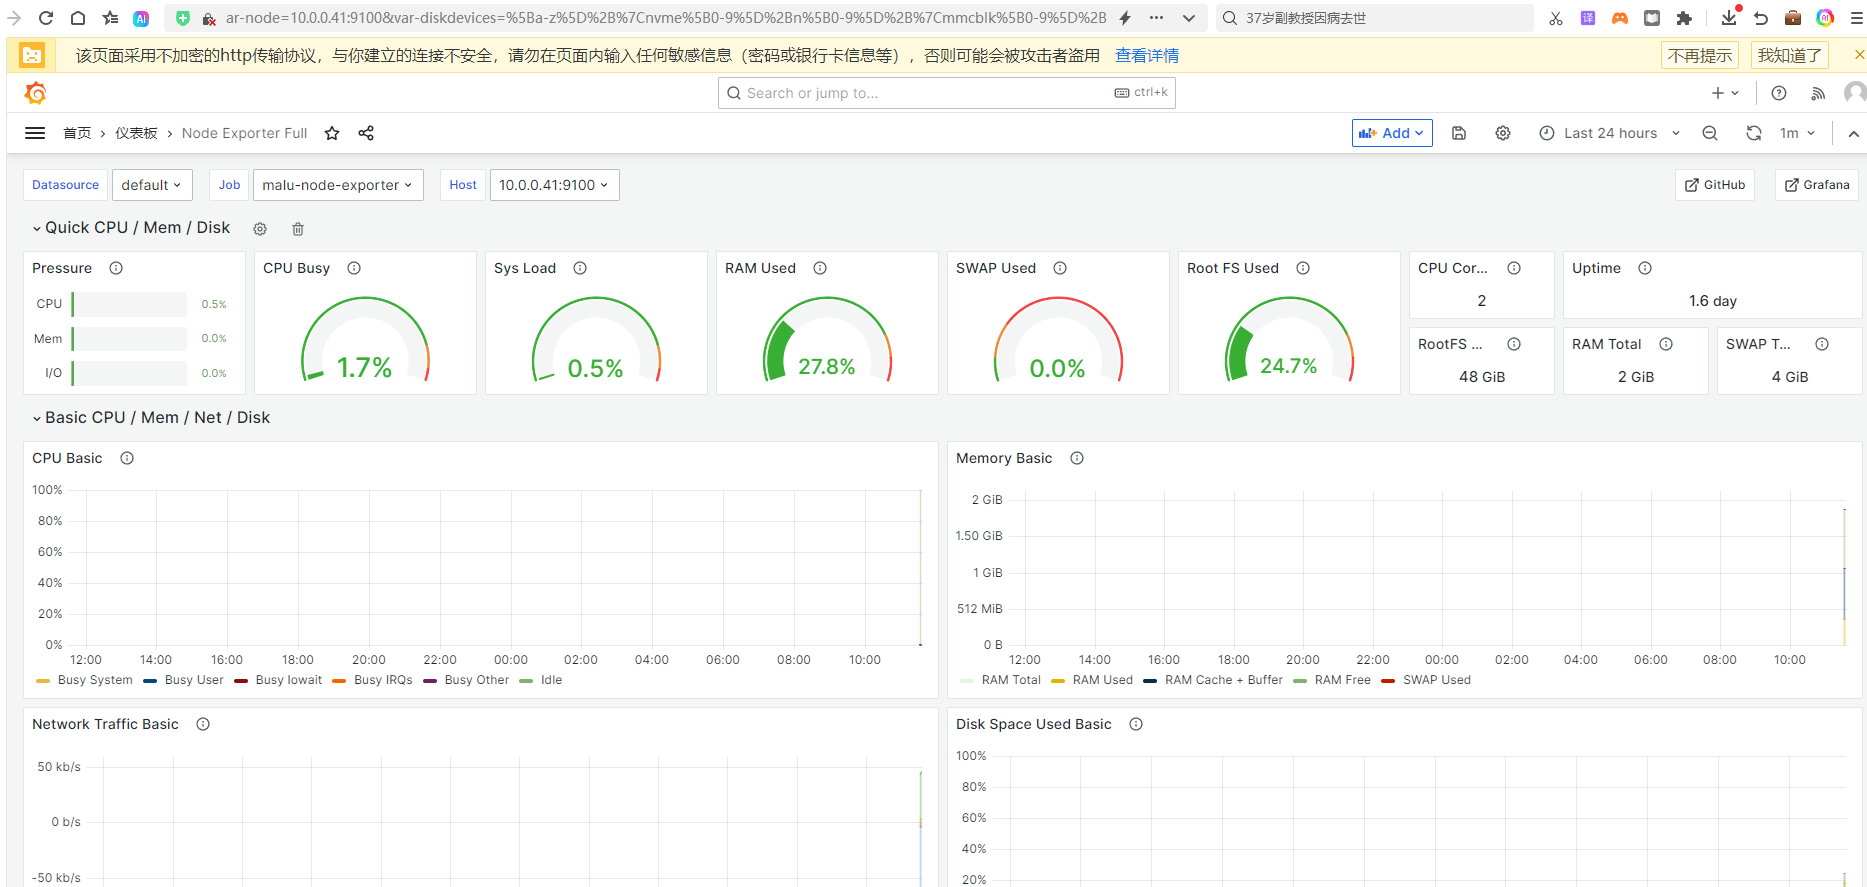 ar-node=10.0.0.41:9100&var-diskdevices=%5Ba-z%5D%2B%7Cnvme%5B0-9%5D%2Bn%5B0-9%5D%2B%7Cmmcblk%5B0-9%5D%2B
37岁副教授因病去世
译
AI
AI
该页面采用不加密的http传输协议，与你建立的连接不安全，请勿在页面内输入任何敏感信息（密码或银行卡信息等），否则可能会被攻击者盗用 查看详情
不再提示
我知道了
Search or jump to...
ctrl+k
首页 › 仪表板 › Node Exporter Full
Add
Last 24 hours
1m
Datasource
default
Job
malu-node-exporter
Host
10.0.0.41:9100
GitHub
Grafana
Quick CPU / Mem / Disk
Pressure
CPU
0.5%
Mem
0.0%
I/O
0.0%
CPU Busy
1.7%
Sys Load
0.5%
RAM Used
27.8%
SWAP Used
0.0%
Root FS Used
24.7%
CPU Cor...
2
Uptime
1.6 day
RootFS ...
48 GiB
RAM Total
2 GiB
SWAP T...
4 GiB
Basic CPU / Mem / Net / Disk
CPU Basic
100%
80%
60%
40%
20%
0%
12:00 14:00 16:00 18:00 20:00 22:00 00:00 02:00 04:00 06:00 08:00 10:00
Busy System Busy User Busy Iowait Busy IRQs Busy Other Idle
Memory Basic
2 GiB
1.50 GiB
1 GiB
512 MiB
0 B
12:00 14:00 16:00 18:00 20:00 22:00 00:00 02:00 04:00 06:00 08:00 10:00
RAM Total RAM Used RAM Cache + Buffer RAM Free SWAP Used
Network Traffic Basic
50 kb/s
0 b/s
-50 kb/s
Disk Space Used Basic
100%
80%
60%
40%
20%